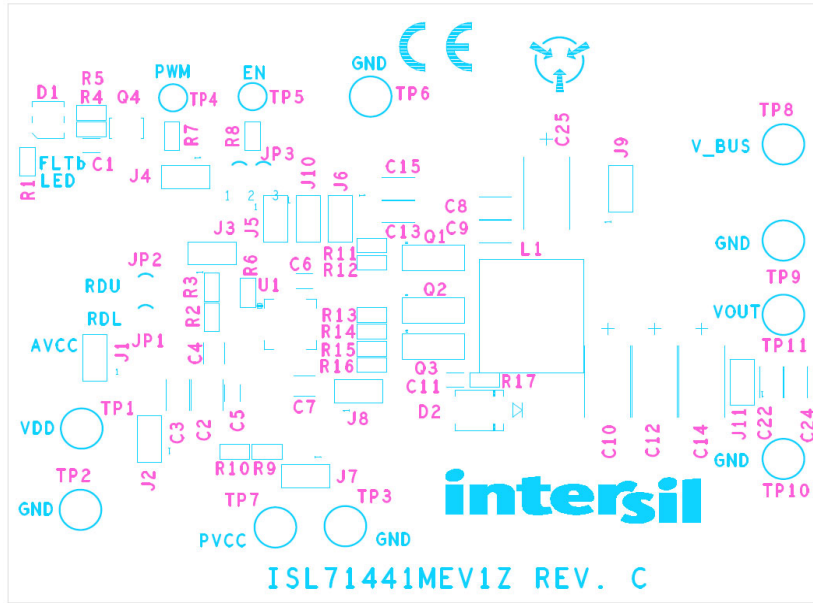 GND
PWM
EN
R5
D1
R4
Q4
TP4
TP5
TP6
C25
TP8
V_BUS
R7
R8
C1
R1
FLTb
LED
J4
JP3
J10
J6
C15
J9
1 2 3
1
J5
C8
C13
C9
J3
Q1
L1
GND
R11
R12
JP2
R6
C6
TP9
RDU
R3
U1
Q2
R2
R13
VOUT
RDL
R14
JP1
AVCC
J1
C4
R15
R16
Q3
TP11
C11
R17
C7
J8
D2
TP1
VDD
C3
C2
C5
C10
C12
C14
J11
C22
C24
J2
R10
R9
GND
TP2
J7
GND
TP7
TP3
TP10
PVCC
GND
intersil
ISL71441MEV1Z REV. C